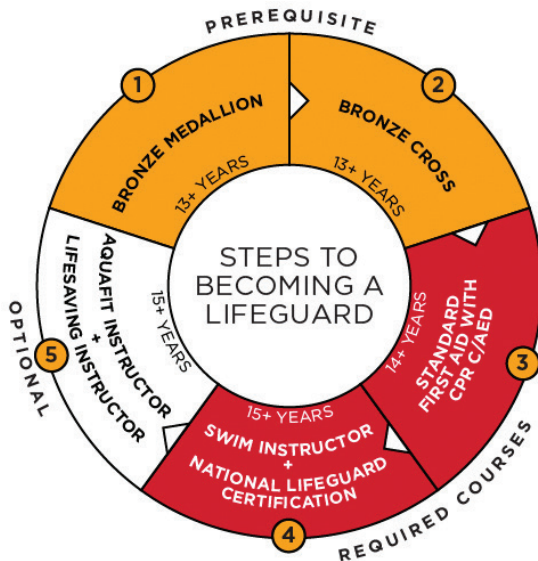 PREREQUISITE
1
BRONZE MEDALLION
13+ YEARS
2
BRONZE CROSS
13+ YEARS
STEPS TO
BECOMING A
LIFEGUARD
3
STANDARD
FIRST AID WITH
CPR C/AED
14+ YEARS
REQUIRED COURSES
4
15+ YEARS
SWIM INSTRUCTOR
+
NATIONAL LIFEGUARD
CERTIFICATION
5
OPTIONAL
15+ YEARS
AQUAFIT INSTRUCTOR
+
LIFESAVING INSTRUCTOR